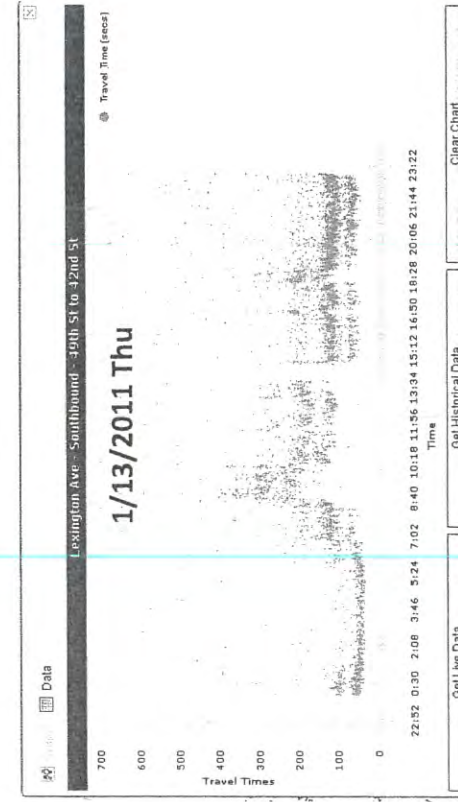 Data
Lexington Ave - Southbound - 49th St to 42nd St
Travel Time (secs)
1/13/2011 Thu
700
600
500
400
300
200
100
0
Travel Times
22:52 0:30 2:08 3:46 5:24 7:02 8:40 10:18 11:56 13:34 15:12 16:50 18:28 20:06 21:44 23:22
Time
Get Live Data
Get Historical Data
Clear Chart